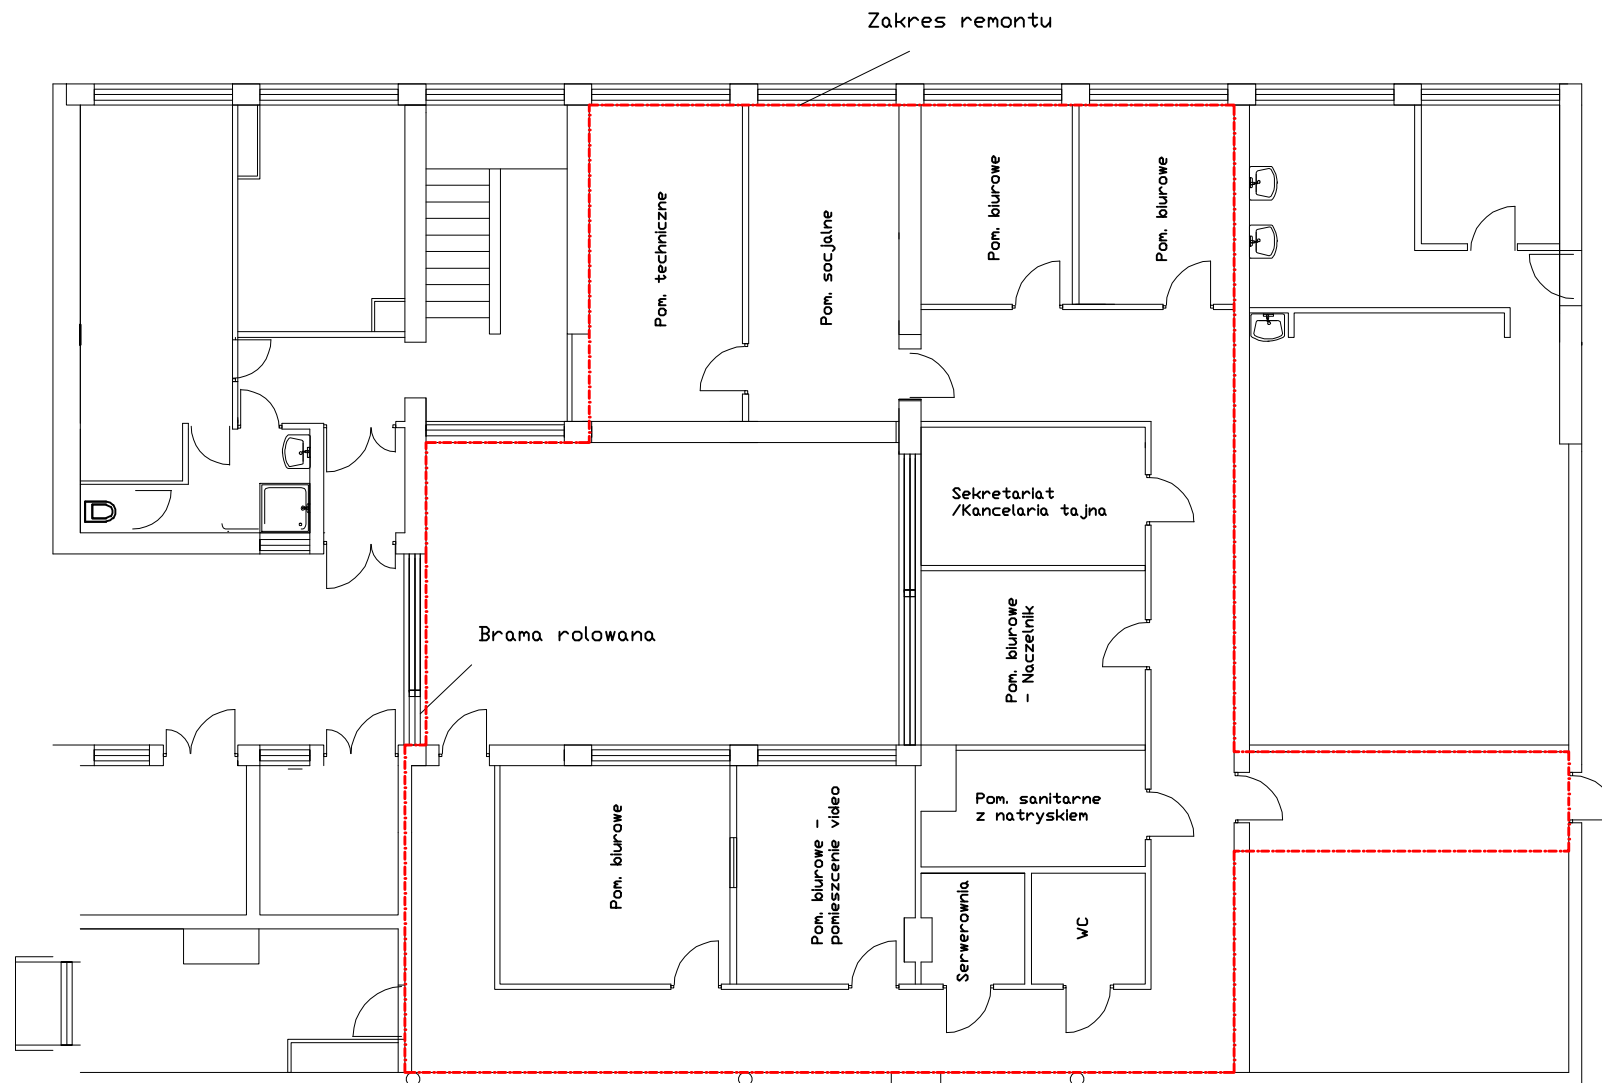 Zakres remontu
Pom. techniczne
Pom. socjalne
Pom. biurowe
Pom. biurowe
Sekretariat
/Kancelaria tajna
Brama rolowana
Pom. biurowe
- Naczelnik
Pom. sanitarne
z natryskiem
Pom. biurowe
Pom. biurowe -
pomieszczenie video
Serwerownia
WC